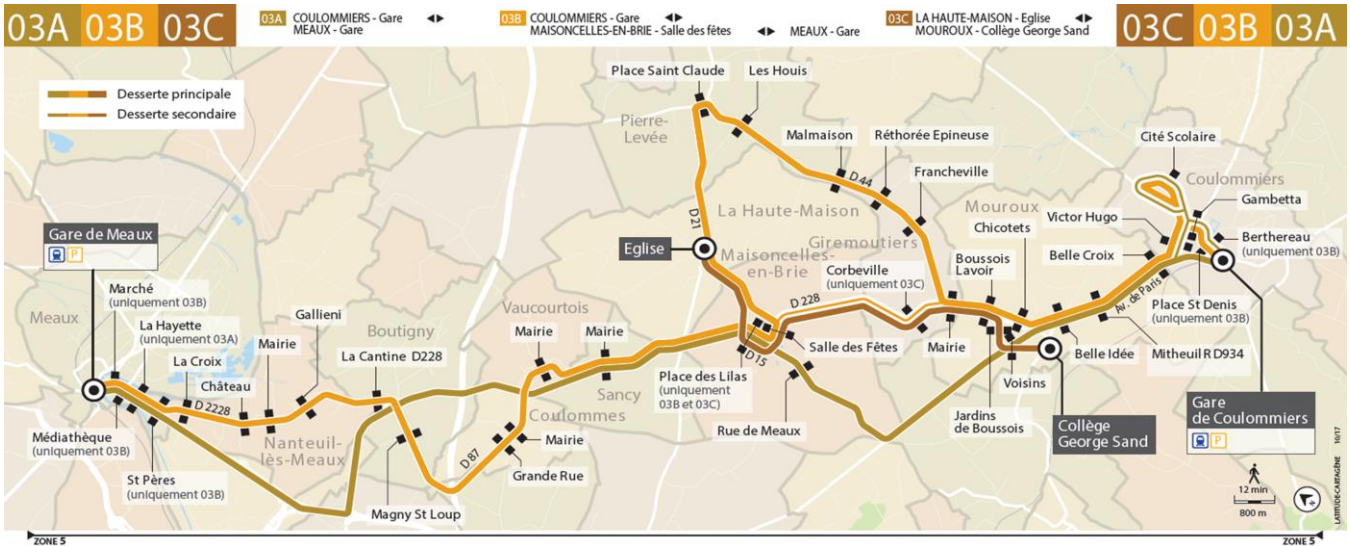 03A 03B 03C
03A COULOMMIERS - Gare
MEAUX - Gare
03B COULOMMIERS - Gare
MAISONCELLES-EN-BRIE - Salle des fêtes MEAUX - Gare
03C LA HAUTE-MAISON - Eglise
MOUROUX - Collège George Sand
03C 03B 03A
Desserte principale
Desserte secondaire
Place Saint Claude
Les Houis
Pierre-
Levée
Malmaison
Réthorée Epineuse
D 44
Francheville
Cité Scolaire
Coulommiers
Gambetta
Mouroux
Victor Hugo
Chicotets
Berthereau
(uniquement 03B)
D 21
La Haute-Maison
Giremoutiers
Eglise
Maisoncelles-
en-Brie
Corbeville
(uniquement 03C)
Boussois
Lavoir
Belle Croix
Av. de Paris
Place St Denis
(uniquement 03B)
D 228
Gare de Meaux
P
Marché
(uniquement 03B)
Meaux
La Hayette
(uniquement 03A)
La Croix
Château
Mairie
Gallieni
Boutigny
La Cantine D228
Vaucourtois
Mairie
Mairie
D 2228
Médiathèque
(uniquement 03B)
St Pères
(uniquement 03B)
Nanteuil-
lès-Meaux
Magny St Loup
D 87
Coulommes
Mairie
Grande Rue
Sancy
D 15
Place des Lilas
(uniquement
03B et 03C)
Salle des Fêtes
Rue de Meaux
Mairie
Jardins
de Boussois
Voisins
Belle Idée
Mitheuil R D934
Collège
George Sand
Gare
de Coulommiers
P
12 min
800 m
LATITUDE-CARTAGÈNE 10/17
ZONE 5
ZONE 5